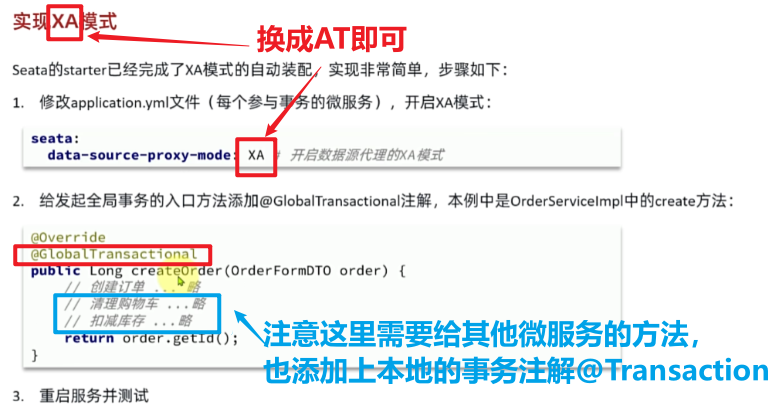 实现XA模式
换成AT即可
Seata的starter已经完成了XA模式的自动装配，实现非常简单，步骤如下：
1. 修改application.yml文件（每个参与事务的微服务），开启XA模式：
seata:
data-source-proxy-mode: XA # 开启数据源代理的XA模式
2. 给发起全局事务的入口方法添加@GlobalTransactional注解，本例中是OrderServiceImpl中的create方法：
@Override
@GlobalTransactional
public Long createOrder(OrderFormDTO order) {
// 创建订单 ... 略
// 清理购物车 ...略
// 扣减库存 ...略
return order.getId();
}
注意这里需要给其他微服务的方法，
也添加上本地的事务注解@Transaction
3. 重启服务并测试